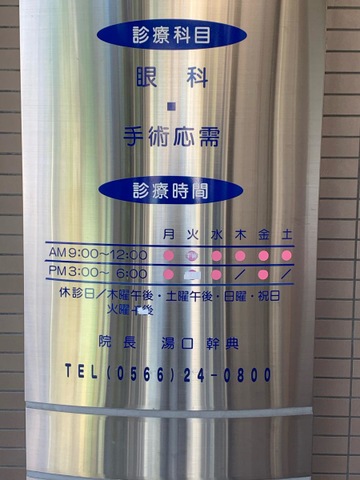 診療科目
眼科
手術応需
診療時間
月 火 水 木 金 土
AM9:00〜12:00 ● ● ● ● ● ●
PM3:00〜 6:00 ● ● / ● /
休診日/木曜午後・土曜午後・日曜・祝日
火曜午後
院長 湯口 幹典
TEL(0566)24-0800